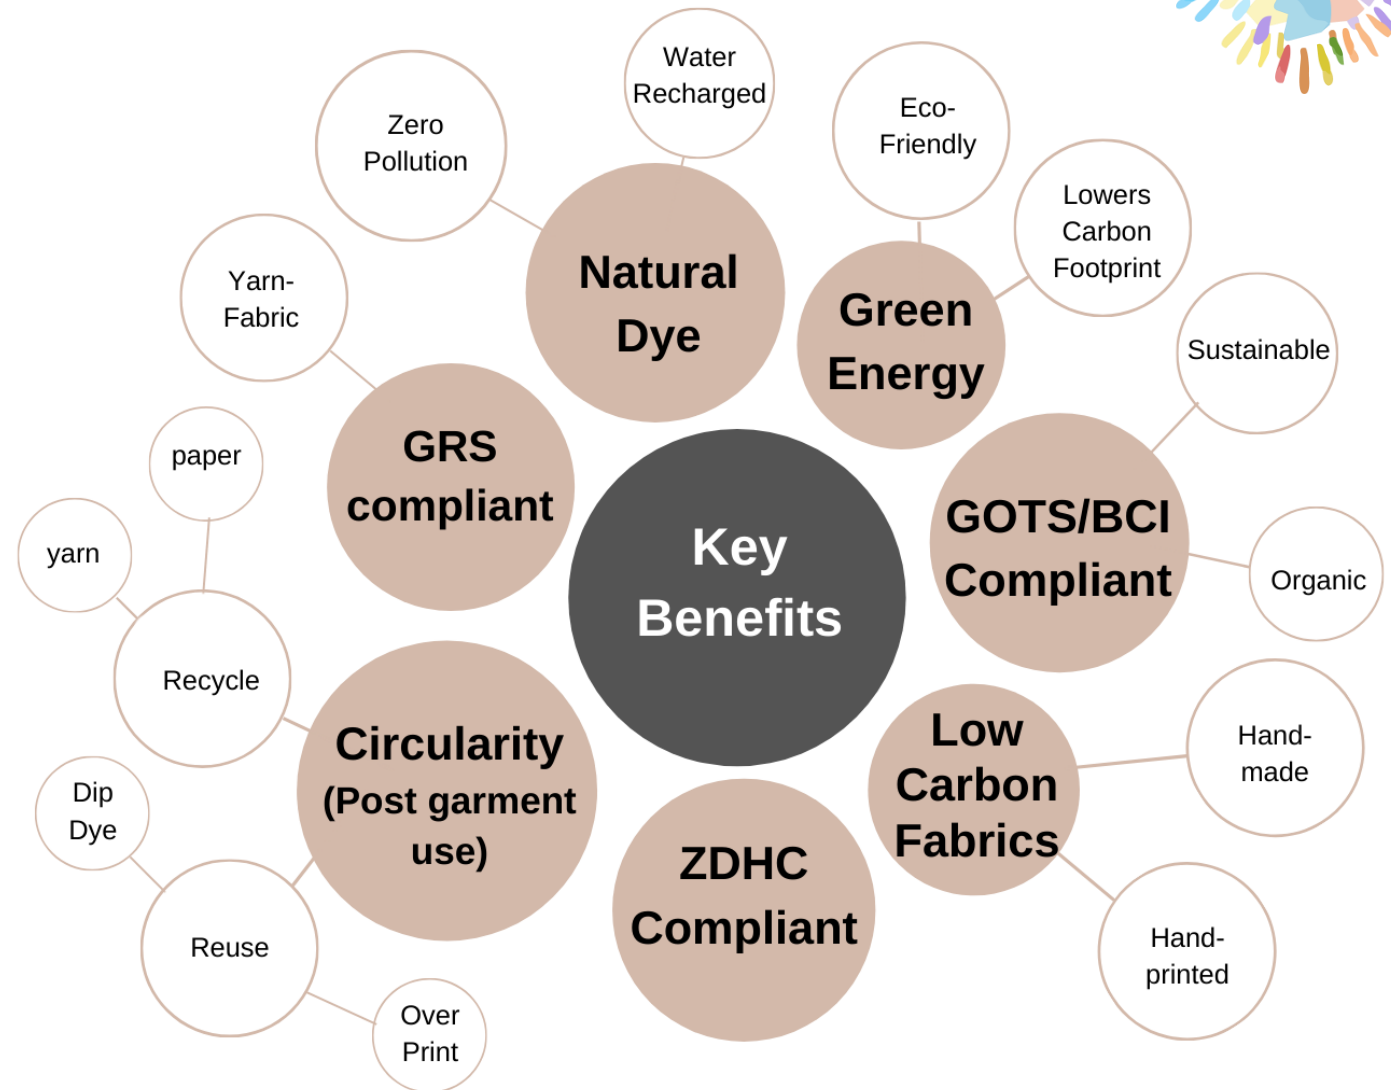 Water
Recharged
Zero
Pollution
Eco-
Friendly
Lowers
Carbon
Footprint
Yarn-
Fabric
Natural
Dye
Green
Energy
Sustainable
GRS
compliant
paper
yarn
Key
Benefits
GOTS/BCI
Compliant
Organic
Recycle
Circularity
(Post garment
use)
Low
Carbon
Fabrics
Hand-
made
Dip
Dye
ZDHC
Compliant
Reuse
Hand-
printed
Over
Print